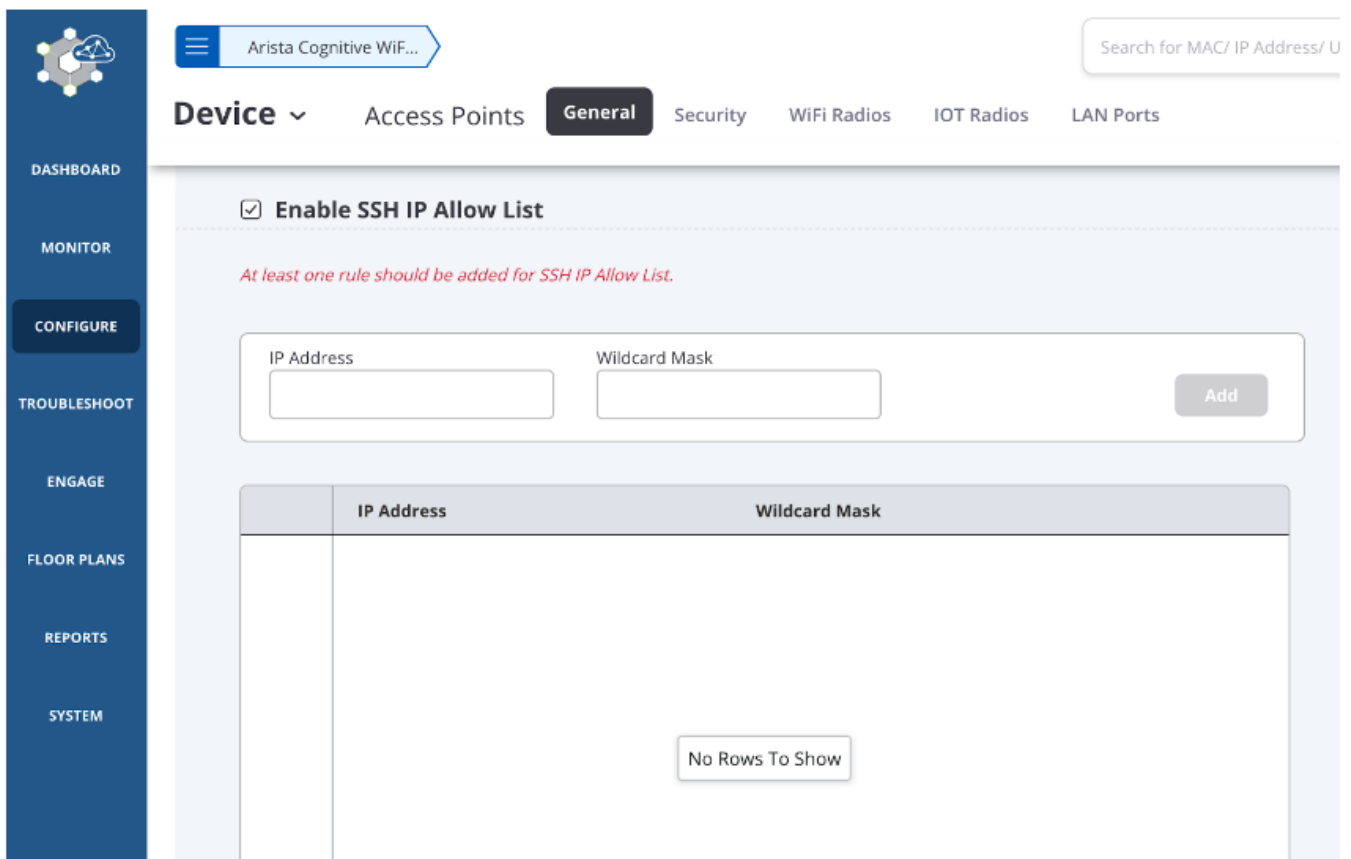 Arista Cognitive WiF...
Search for MAC/ IP Address/ U
Device
Access Points
General
Security
WiFi Radios
IOT Radios
LAN Ports
DASHBOARD
MONITOR
CONFIGURE
TROUBLESHOOT
ENGAGE
FLOOR PLANS
REPORTS
SYSTEM
Enable SSH IP Allow List
At least one rule should be added for SSH IP Allow List.
IP Address
Wildcard Mask
Add
IP Address
Wildcard Mask
No Rows To Show